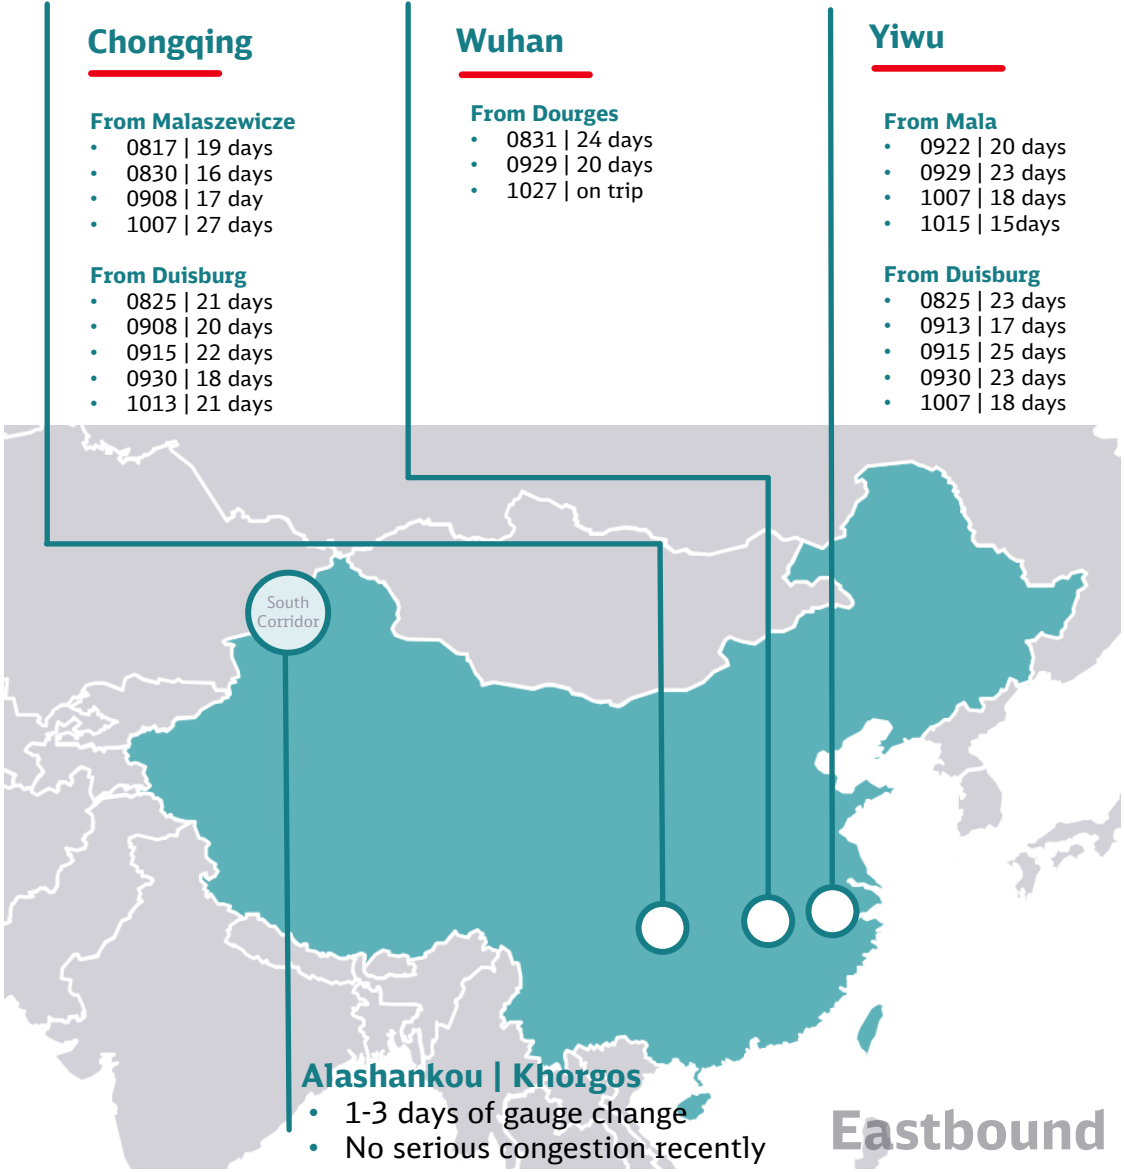 Chongqing
From Malaszewicze
• 0817 | 19 days
• 0830 | 16 days
• 0908 | 17 day
• 1007 | 27 days
From Duisburg
• 0825 | 21 days
• 0908 | 20 days
• 0915 | 22 days
• 0930 | 18 days
• 1013 | 21 days
Wuhan
From Dourges
• 0831 | 24 days
• 0929 | 20 days
• 1027 | on trip
Yiwu
From Mala
• 0922 | 20 days
• 0929 | 23 days
• 1007 | 18 days
• 1015 | 15days
From Duisburg
• 0825 | 23 days
• 0913 | 17 days
• 0915 | 25 days
• 0930 | 23 days
• 1007 | 18 days
South
Corridor
Alashankou | Khorgos
• 1-3 days of gauge change
• No serious congestion recently
Eastbound